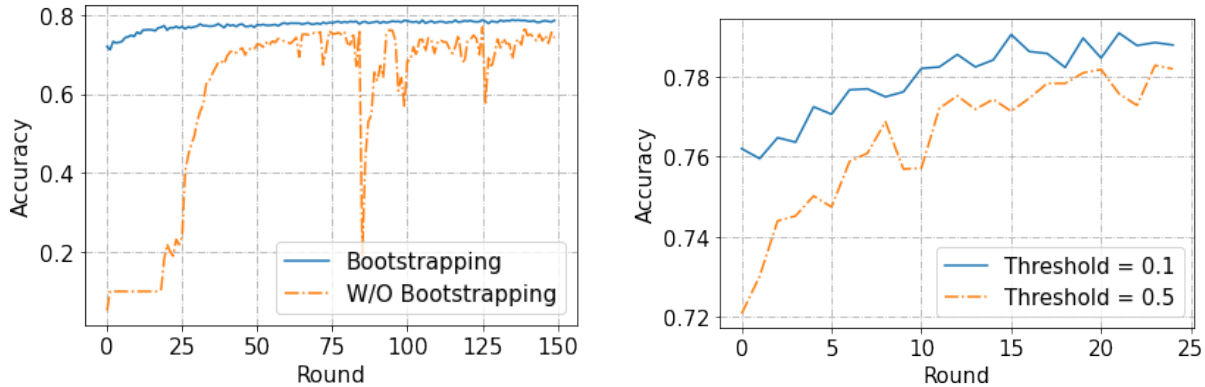 Accuracy
0.8
0.6
0.4
0.2
0
25
50
75
100
125
150
Round
Bootstrapping
W/O Bootstrapping
Accuracy
0.78
0.76
0.74
0.72
0
5
10
15
20
25
Round
Threshold = 0.1
Threshold = 0.5